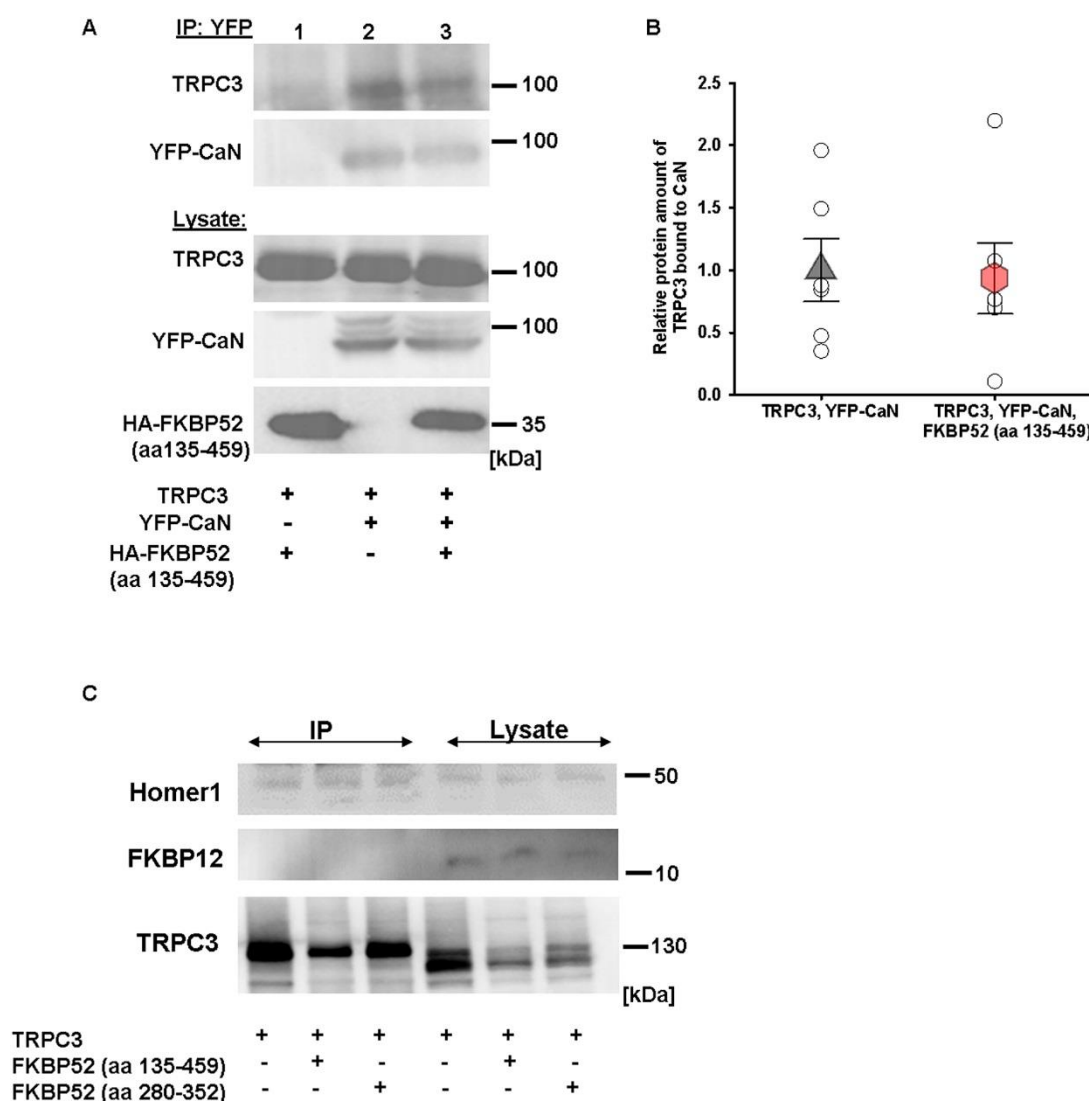 A
IP: YFP
1 2 3
TRPC3
100
YFP-CaN
100
Lysate:
TRPC3
100
YFP-CaN
100
HA-FKBP52
(aa135-459)
35
[kDa]
TRPC3 + + +
YFP-CaN - + +
HA-FKBP52 + - +
(aa 135-459)
B
Relative protein amount of
TRPC3 bound to CaN
2.5
2.0
1.5
1.0
0.5
0.0
TRPC3, YFP-CaN
TRPC3, YFP-CaN,
FKBP52 (aa 135-459)
C
IP Lysate
Homer1
50
FKBP12
10
TRPC3
130
[kDa]
TRPC3 + + + + + +
FKBP52 (aa 135-459) - + - - + -
FKBP52 (aa 280-352) - - + - - +